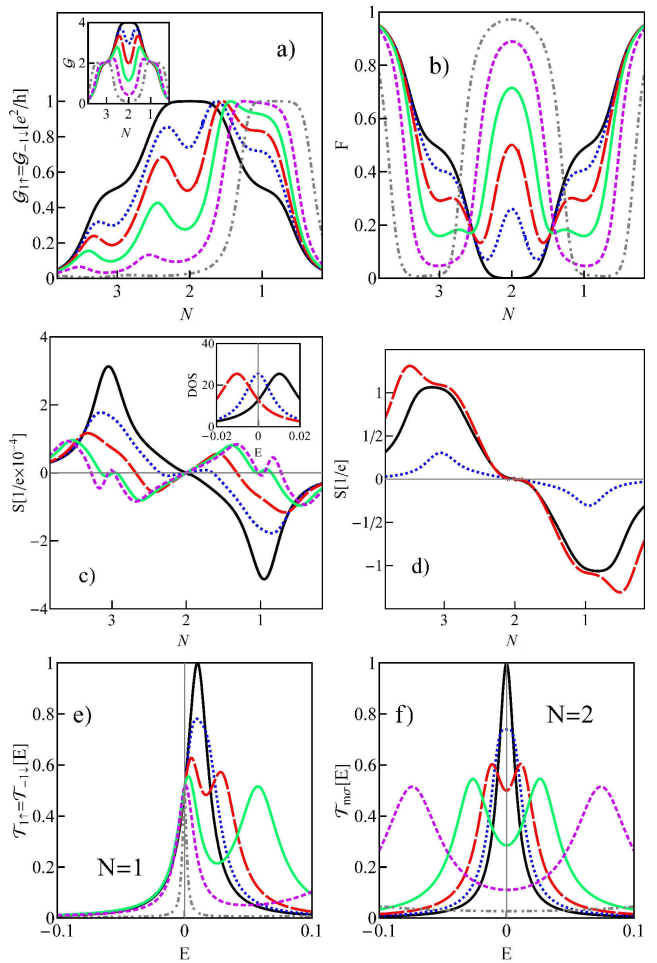 a)
4
2
0
𝒢
3 2 1
N
1
0.8
0.6
0.4
0.2
0
𝒢1↑=𝒢-1↓[e²/h]
3 2 1
N
b)
1
0.8
0.6
0.4
0.2
0
F
3 2 1
N
c)
4
2
0
-2
-4
S[1/e×10⁻⁴]
3 2 1
N
DOS
40
20
0
-0.02 0 0.02
E
d)
1
1/2
0
-1/2
-1
S[1/e]
3 2 1
N
e)
N=1
1
0.8
0.6
0.4
0.2
0
𝒯1↑=𝒯-1↓[E]
-0.1 0 0.1
E
f)
N=2
1
0.8
0.6
0.4
0.2
0
𝒯mσ[E]
-0.1 0 0.1
E